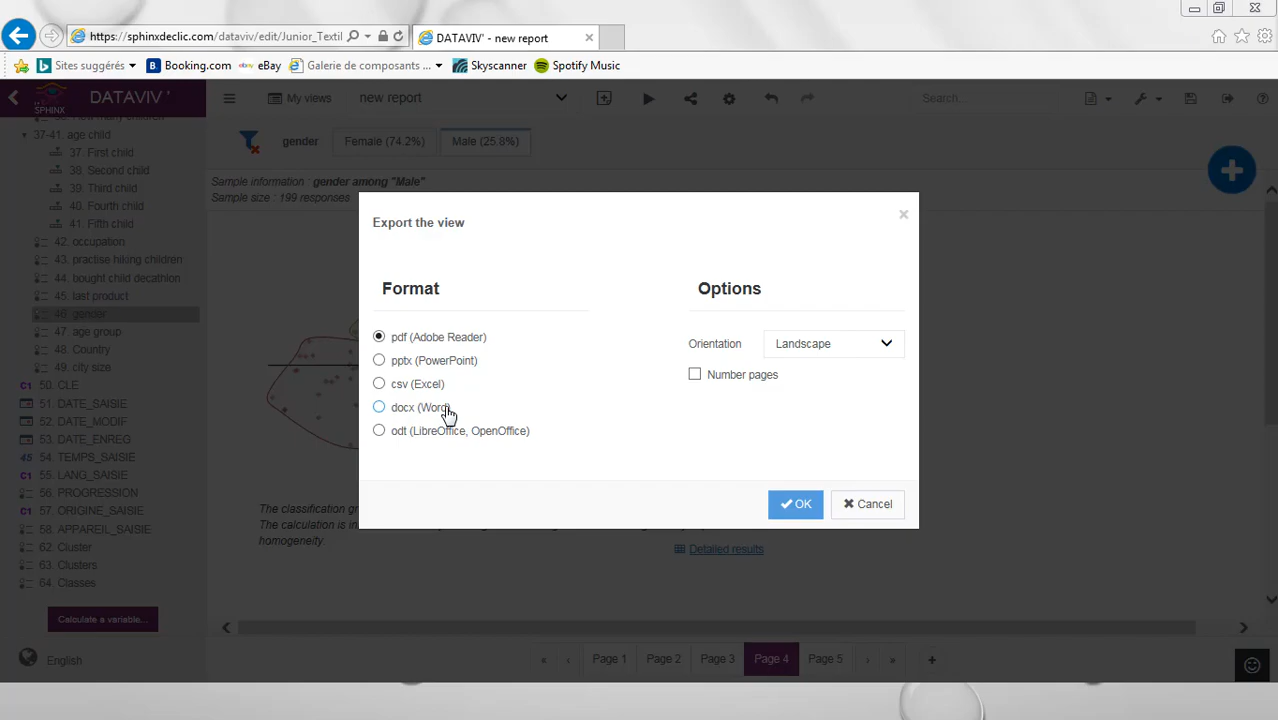 https://sphinxdeclic.com/dataviv/edit/Junior_Textil
DATAVIV' - new report
Sites suggérés
Booking.com
eBay
Galerie de composants ...
Skyscanner
Spotify Music
SPHINX
DATAVIV '
My views
new report
Search...
37-41. age child
37. First child
38. Second child
39. Third child
40. Fourth child
41. Fifth child
42. occupation
43. practise hiking children
44. bought child decathlon
45. last product
46. gender
47. age group
48. Country
49. city size
50. CLE
51. DATE_SAISIE
52. DATE_MODIF
53. DATE_ENREG
54. TEMPS_SAISIE
55. LANG_SAISIE
56. PROGRESSION
57. ORIGINE_SAISIE
58. APPAREIL_SAISIE
62. Cluster
63. Clusters
64. Classes
Calculate a variable...
English
gender
Female (74.2%)
Male (25.8%)
Sample information : gender among "Male"
Sample size : 199 responses
Export the view
Format
pdf (Adobe Reader)
pptx (PowerPoint)
csv (Excel)
docx (Word)
odt (LibreOffice, OpenOffice)
Options
Orientation
Landscape
Number pages
OK
Cancel
The classification
The calculation is
homogeneity.
Detailed results
Page 1
Page 2
Page 3
Page 4
Page 5